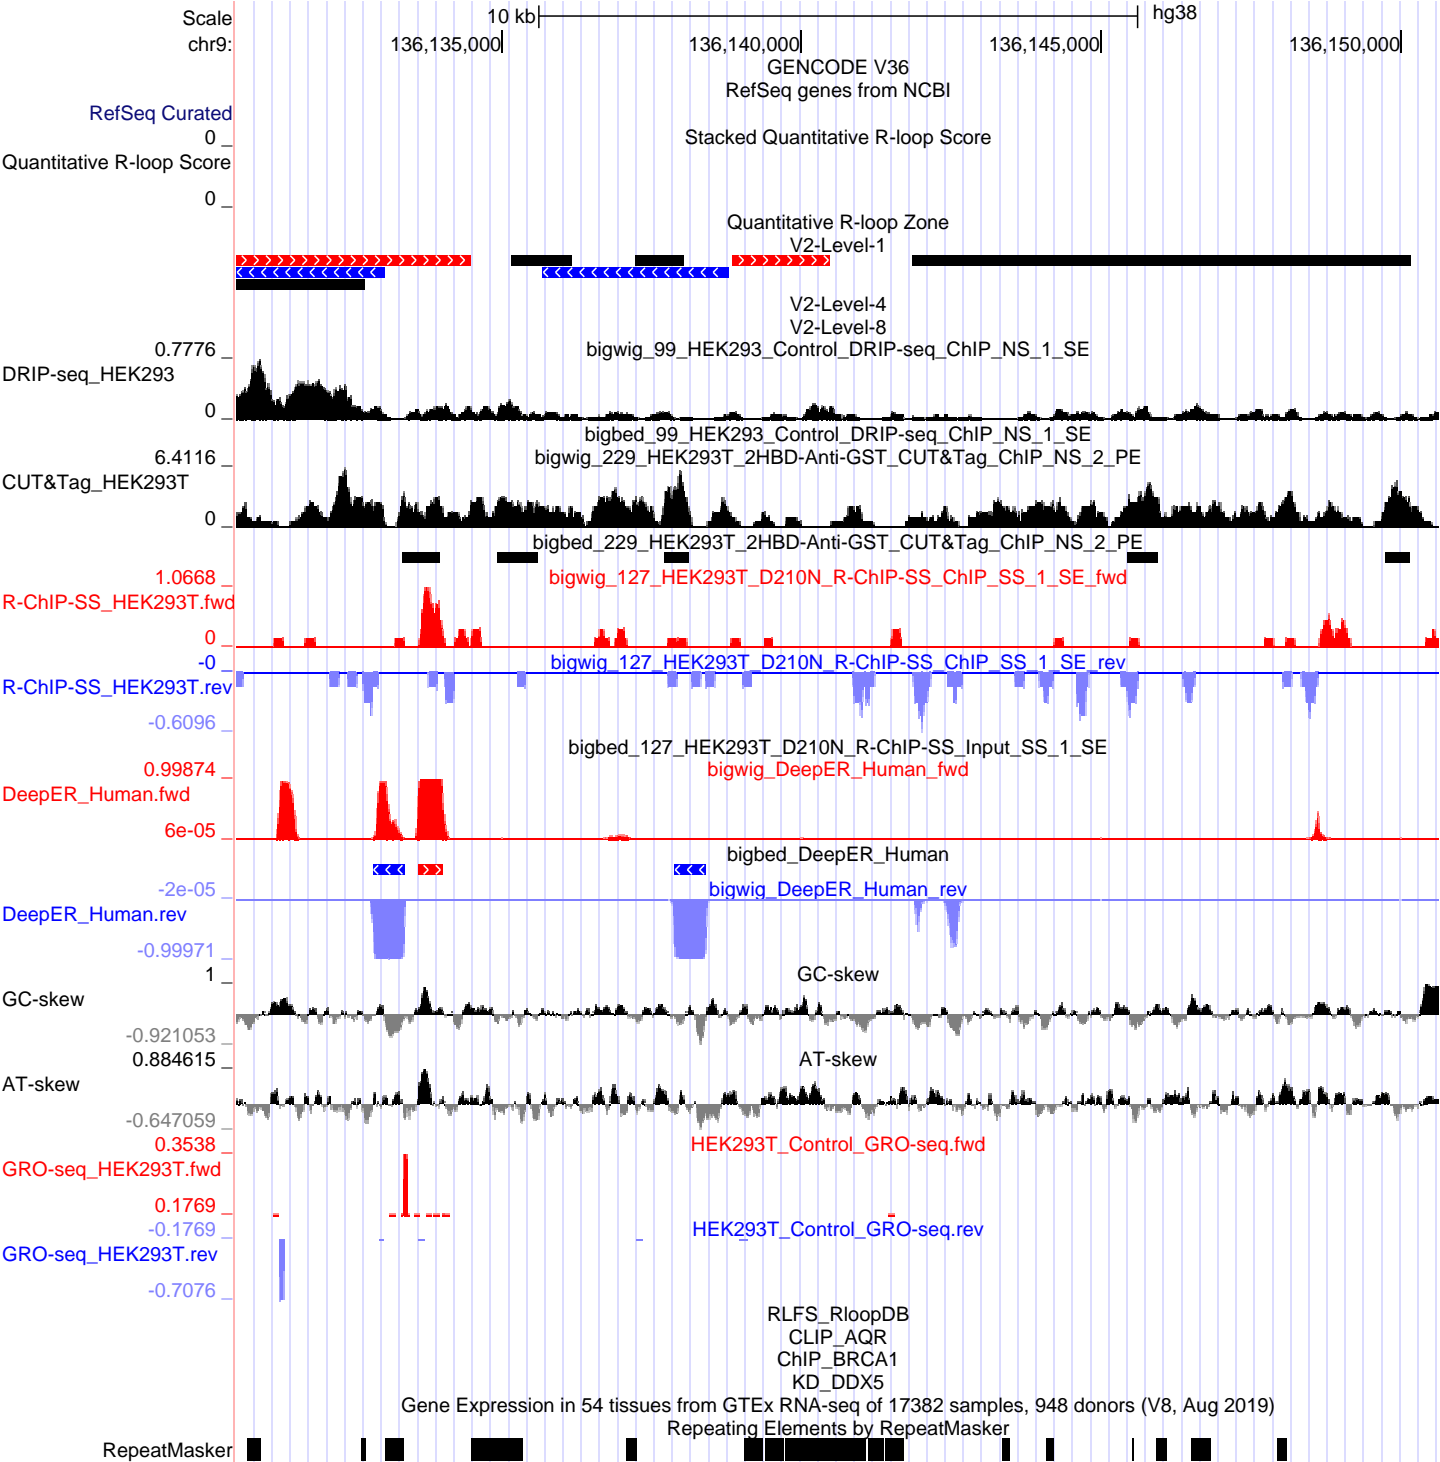 Scale 10 kb hg38
chr9: 136,135,000 136,140,000 136,145,000 136,150,000
GENCODE V36
RefSeq genes from NCBI
RefSeq Curated
0 Stacked Quantitative R-loop Score
Quantitative R-loop Score
0
Quantitative R-loop Zone
V2-Level-1
V2-Level-4
V2-Level-8
0.7776 bigwig_99_HEK293_Control_DRIP-seq_ChIP_NS_1_SE
DRIP-seq_HEK293
0
bigbed_99_HEK293_Control_DRIP-seq_ChIP_NS_1_SE
6.4116 bigwig_229_HEK293T_2HBD-Anti-GST_CUT&Tag_ChIP_NS_2_PE
CUT&Tag_HEK293T
0
bigbed_229_HEK293T_2HBD-Anti-GST_CUT&Tag_ChIP_NS_2_PE
1.0668 bigwig_127_HEK293T_D210N_R-ChIP-SS_ChIP_SS_1_SE_fwd
R-ChIP-SS_HEK293T.fwd
0
-0 bigwig_127_HEK293T_D210N_R-ChIP-SS_ChIP_SS_1_SE_rev
R-ChIP-SS_HEK293T.rev
-0.6096
bigbed_127_HEK293T_D210N_R-ChIP-SS_Input_SS_1_SE
0.99874 bigwig_DeepER_Human_fwd
DeepER_Human.fwd
6e-05
bigbed_DeepER_Human
-2e-05 bigwig_DeepER_Human_rev
DeepER_Human.rev
-0.99971
1 GC-skew
GC-skew
-0.921053
0.884615 AT-skew
AT-skew
-0.647059
0.3538 HEK293T_Control_GRO-seq.fwd
GRO-seq_HEK293T.fwd
0.1769
-0.1769 HEK293T_Control_GRO-seq.rev
GRO-seq_HEK293T.rev
-0.7076
RLFS_RloopDB
CLIP_AQR
ChIP_BRCA1
KD_DDX5
Gene Expression in 54 tissues from GTEx RNA-seq of 17382 samples, 948 donors (V8, Aug 2019)
Repeating Elements by RepeatMasker
RepeatMasker